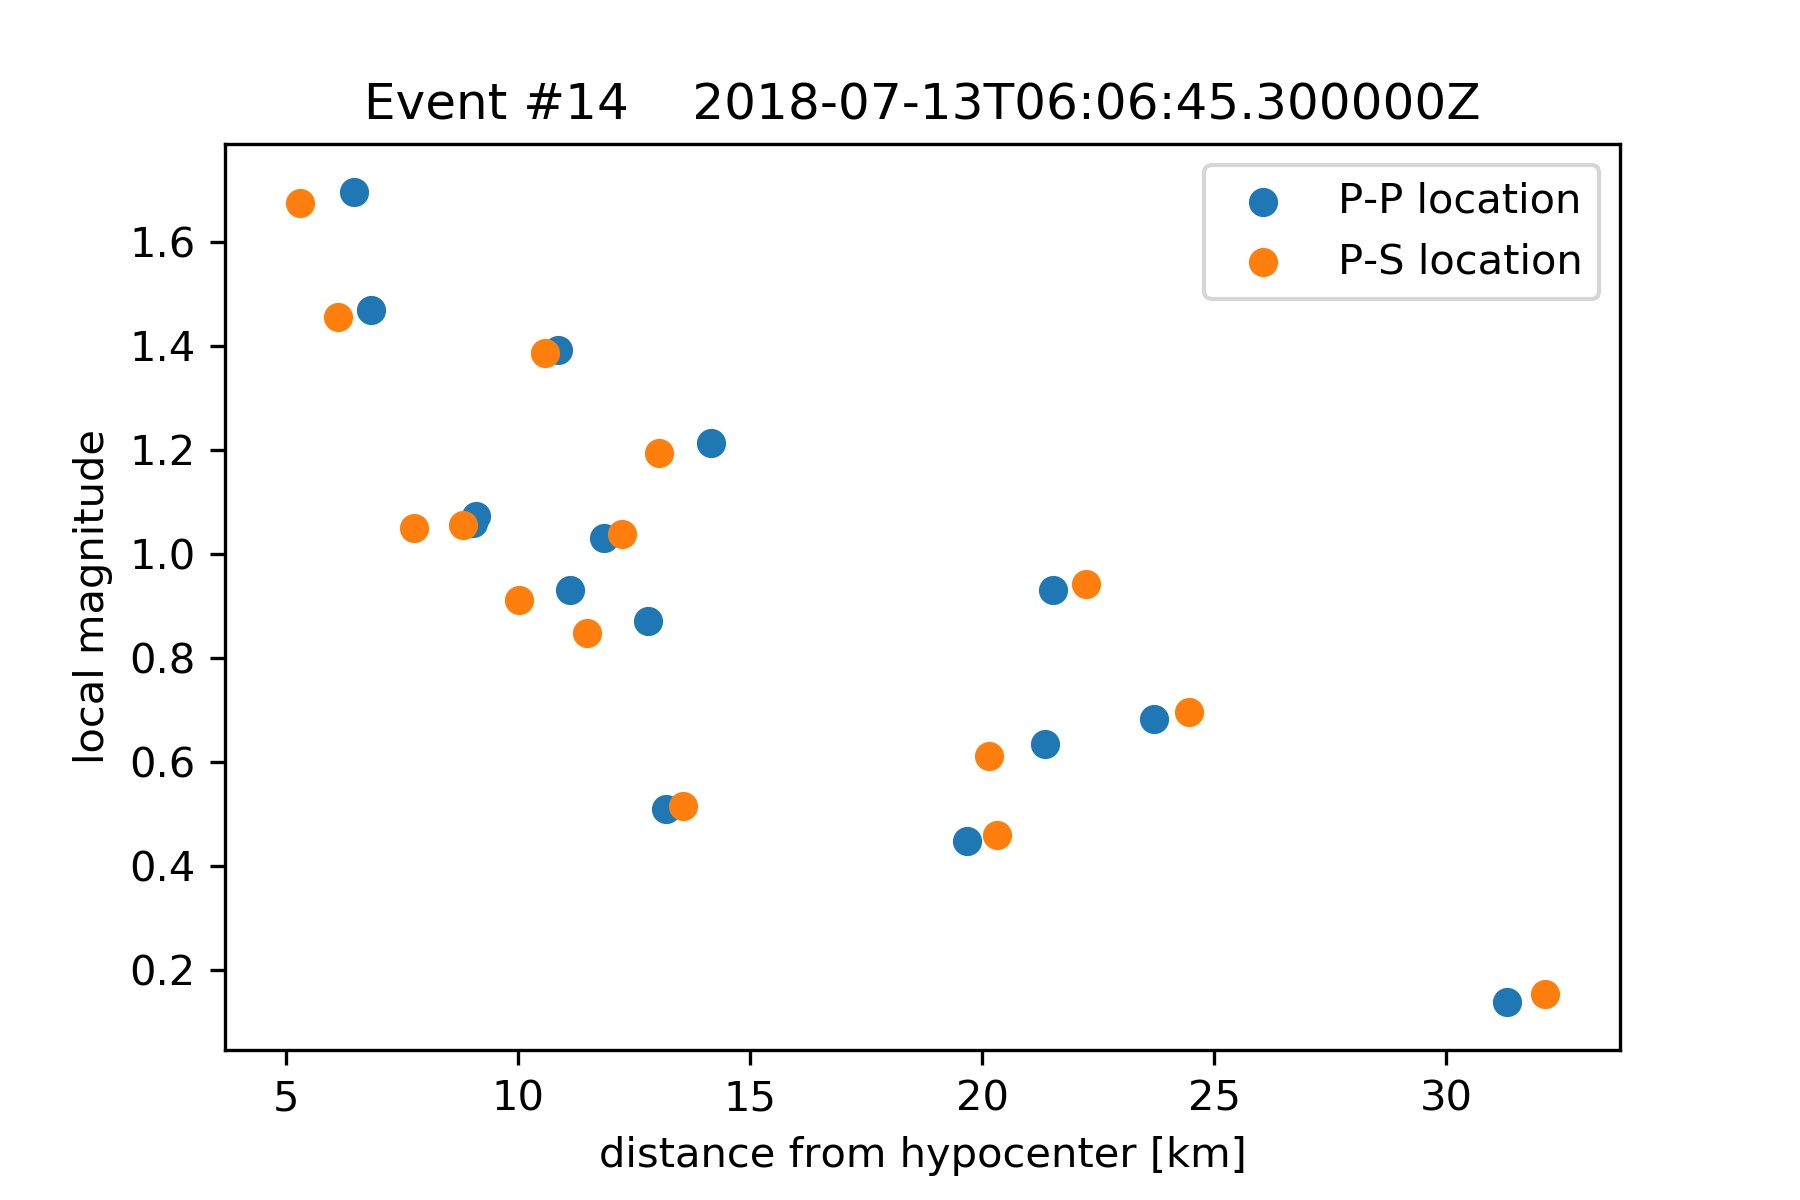 Event #14    2018-07-13T06:06:45.300000Z
P-P location
P-S location
local magnitude
1.6
1.4
1.2
1.0
0.8
0.6
0.4
0.2
5 10 15 20 25 30
distance from hypocenter [km]